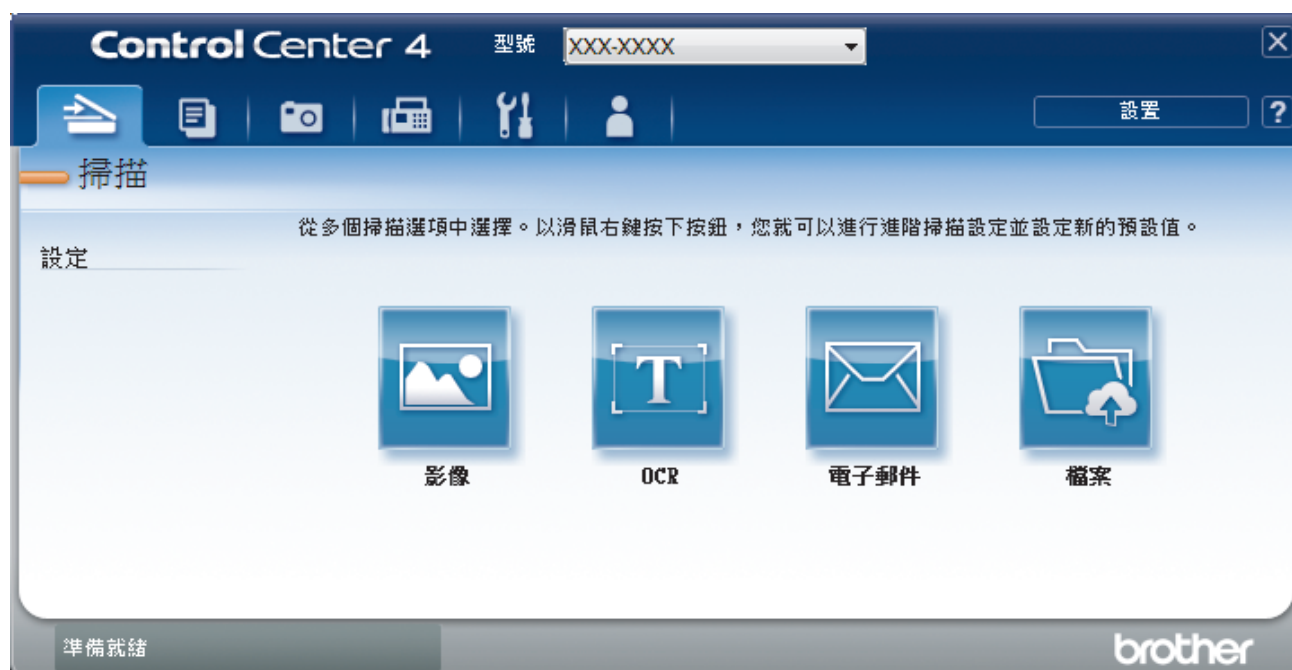 Control Center 4 型號 XXX-XXXX
設置 ?
掃描
從多個掃描選項中選擇。以滑鼠右鍵按下按鈕，您就可以進行進階掃描設定並設定新的預設值。
設定
T
影像 OCR 電子郵件 檔案
準備就緒 brother